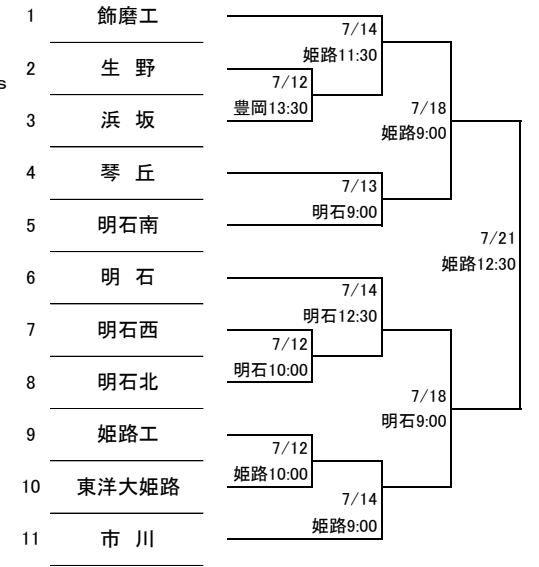 1 飾磨工
7/14
姫路11:30
s
2 生 野
7/12
豊岡13:30
3 浜 坂
7/18
姫路9:00
4 琴 丘
7/13
明石9:00
5 明石南
7/21
姫路12:30
6 明 石
7/14
明石12:30
7 明石西
7/12
明石10:00
8 明石北
7/18
明石9:00
9 姫路工
7/12
姫路10:00
10 東洋大姫路
7/14
姫路9:00
11 市 川